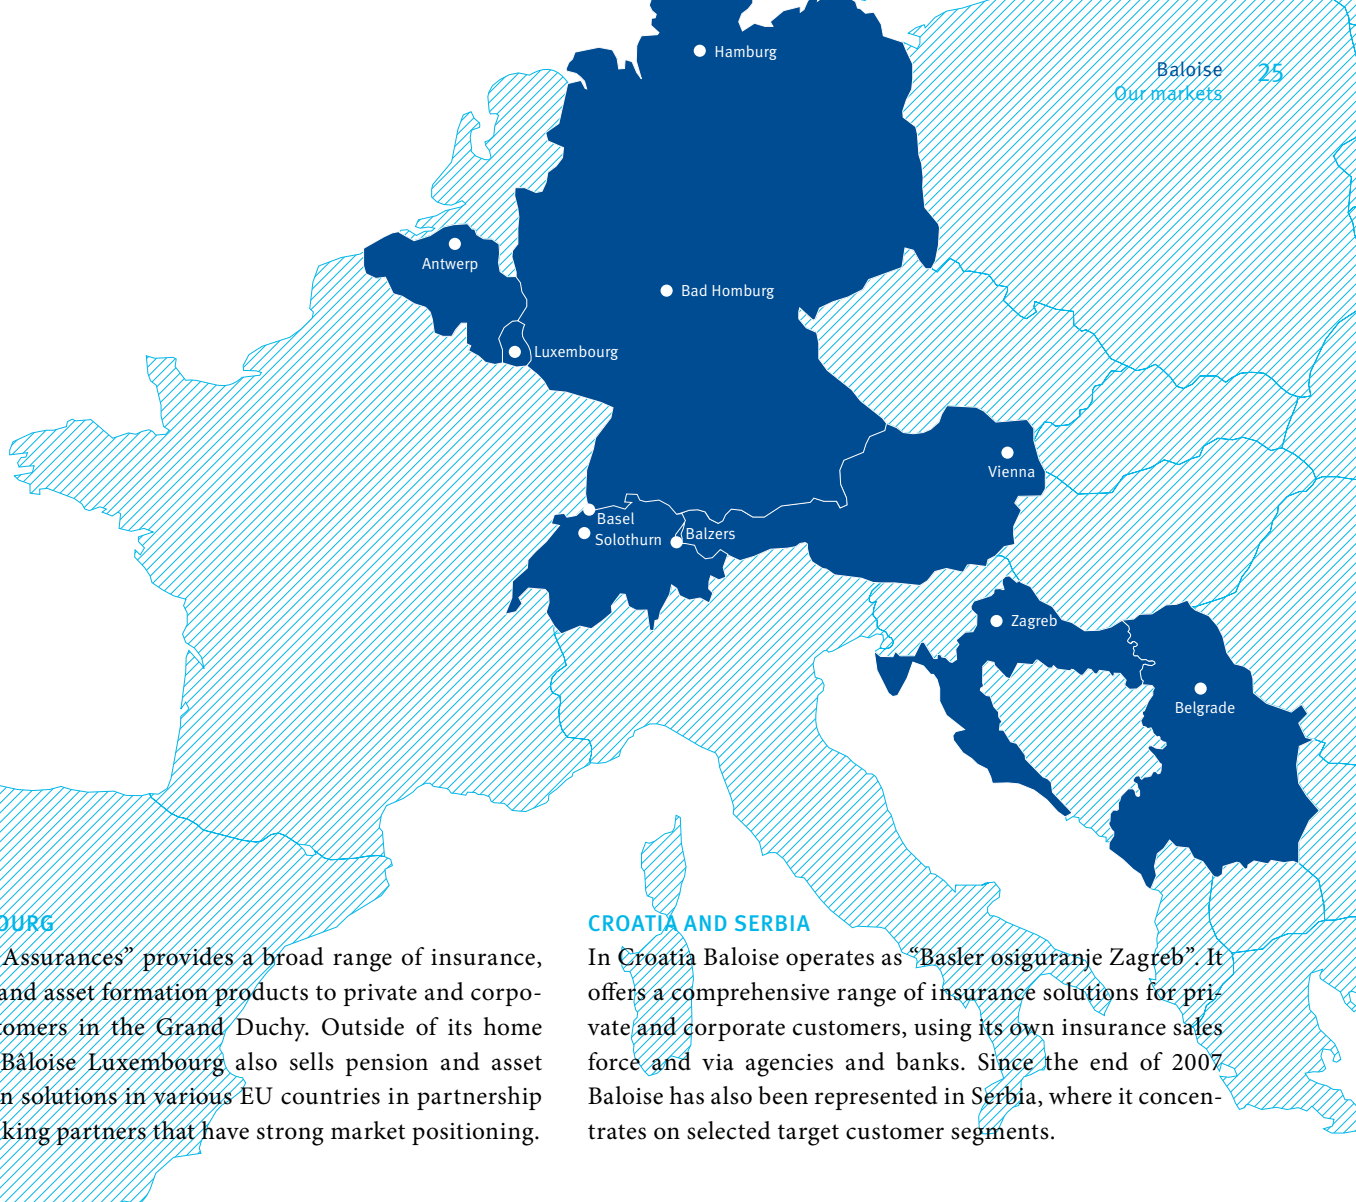 Hamburg
Baloise 25
Our markets
Antwerp
Bad Homburg
Luxembourg
Vienna
Basel
Solothurn
Balzers
Zagreb
Belgrade
OURG
Assurances” provides a broad range of insurance,
and asset formation products to private and corpo-
tomers in the Grand Duchy. Outside of its home
Bâloise Luxembourg also sells pension and asset
n solutions in various EU countries in partnership
king partners that have strong market positioning.
CROATIA AND SERBIA
In Croatia Baloise operates as “Basler osiguranje Zagreb”. It
offers a comprehensive range of insurance solutions for pri-
vate and corporate customers, using its own insurance sales
force and via agencies and banks. Since the end of 2007
Baloise has also been represented in Serbia, where it concen-
trates on selected target customer segments.